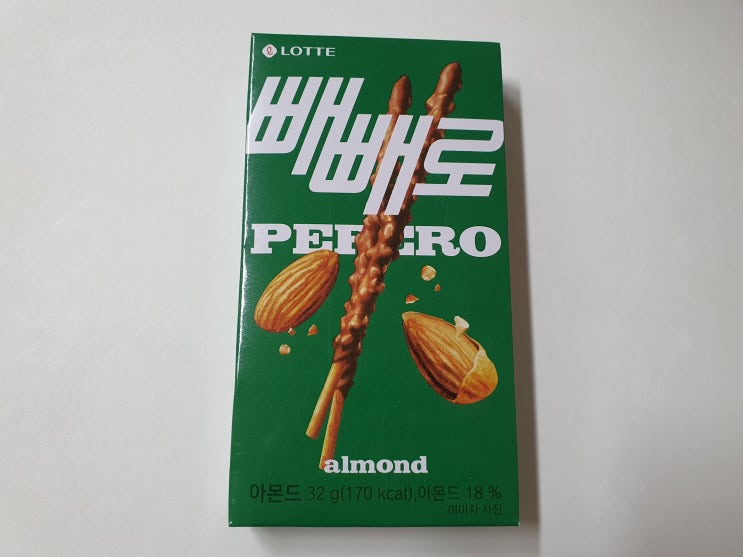 LOTTE
빼빼로
PEPERO
almond
아몬드 32 g(170 kcal),아몬드 18 %
이미지 사진